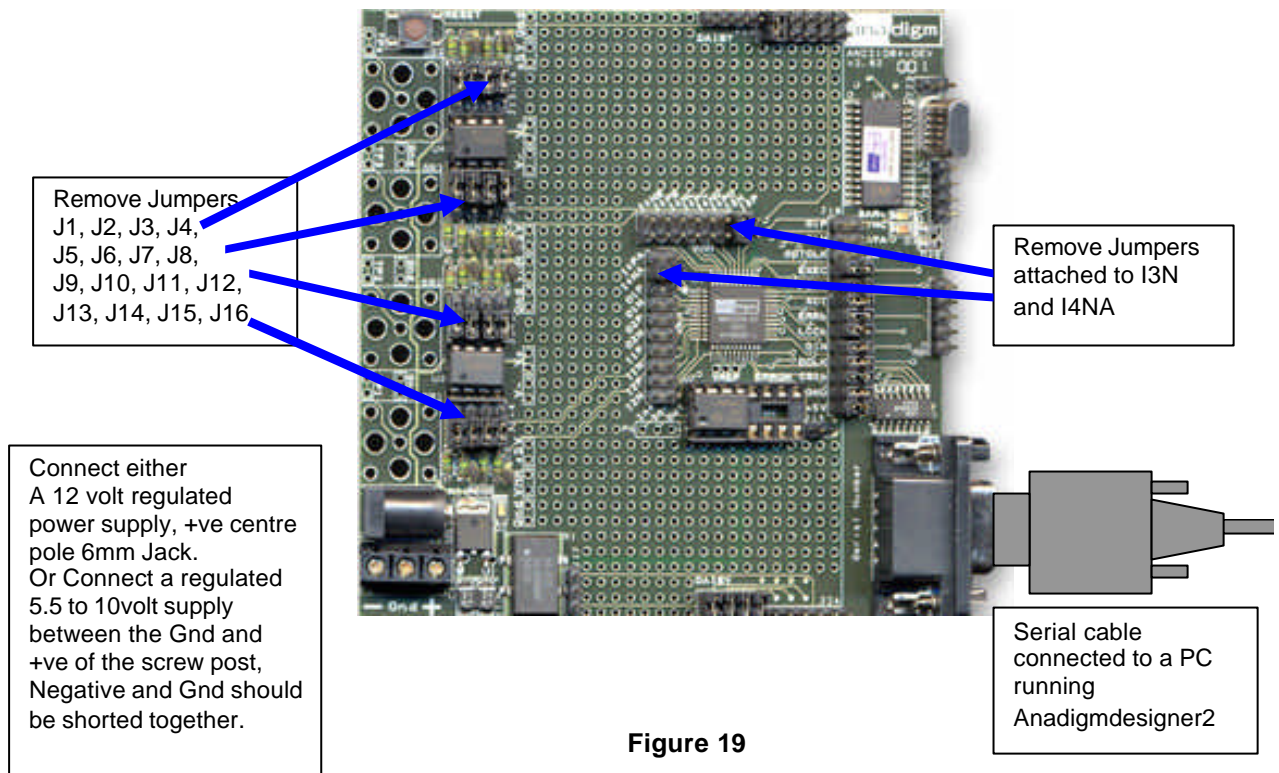 RESET
digm
001
Remove Jumpers
J1, J2, J3, J4,
J5, J6, J7, J8,
J9, J10, J11, J12,
J13, J14, J15, J16
Remove Jumpers
attached to I3N
and I4NA
Connect either
A 12 volt regulated
power supply, +ve centre
pole 6mm Jack.
Or Connect a regulated
5.5 to 10volt supply
between the Gnd and
+ve of the screw post,
Negative and Gnd should
be shorted together.
- Gnd +
Serial cable
connected to a PC
running
Anadigmdesigner2
Figure 19